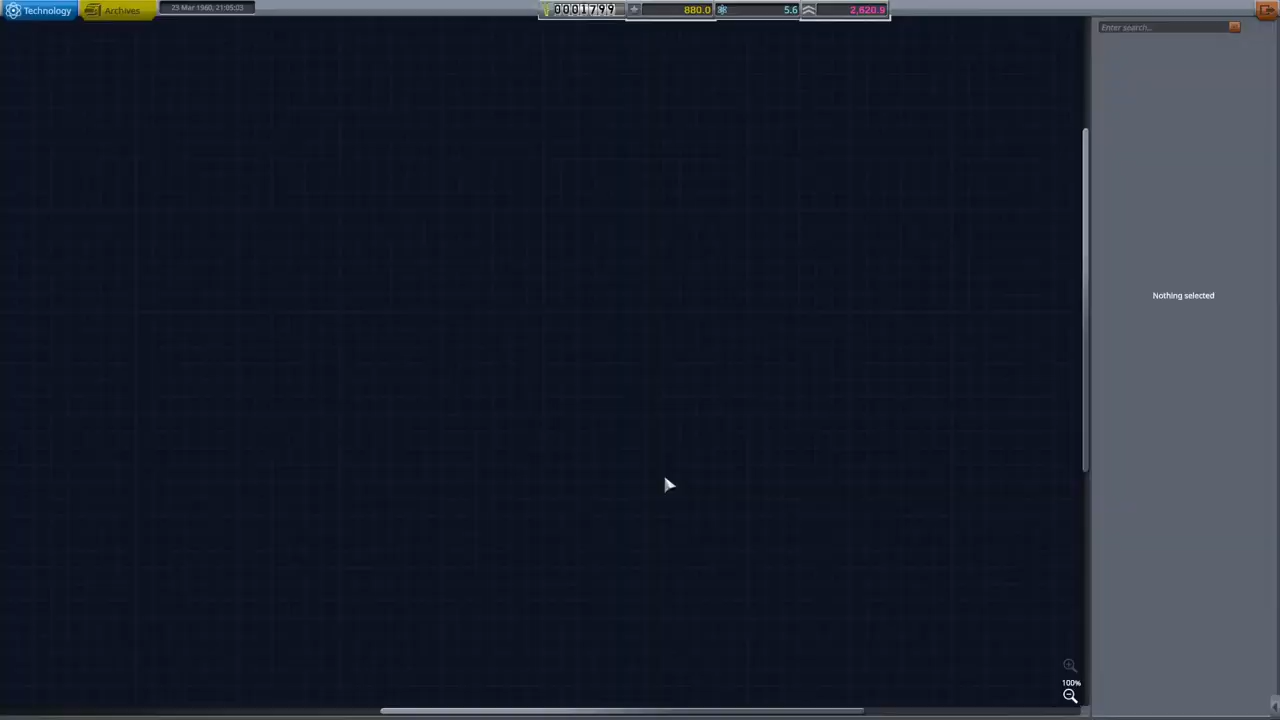 Technology
Archives
23 Mar 1960, 21:05:03
0001799
880.0
5.6
2,620.9
Enter search...
Nothing selected
100%